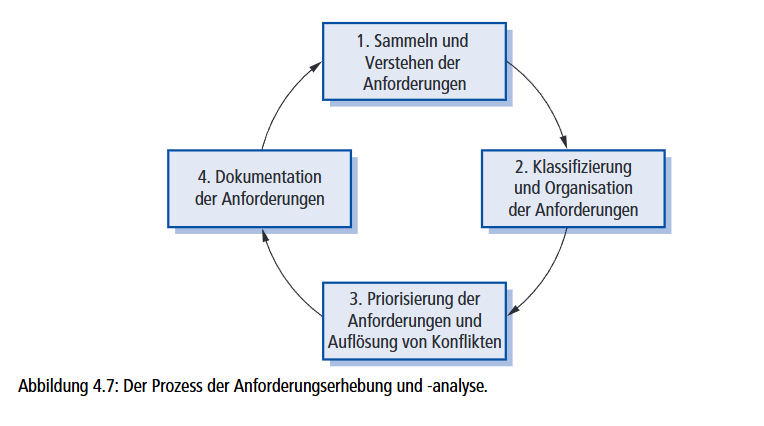 1. Sammeln und
Verstehen der
Anforderungen
2. Klassifizierung
und Organisation
der Anforderungen
3. Priorisierung der
Anforderungen und
Auflösung von Konflikten
4. Dokumentation
der Anforderungen
Abbildung 4.7: Der Prozess der Anforderungserhebung und -analyse.